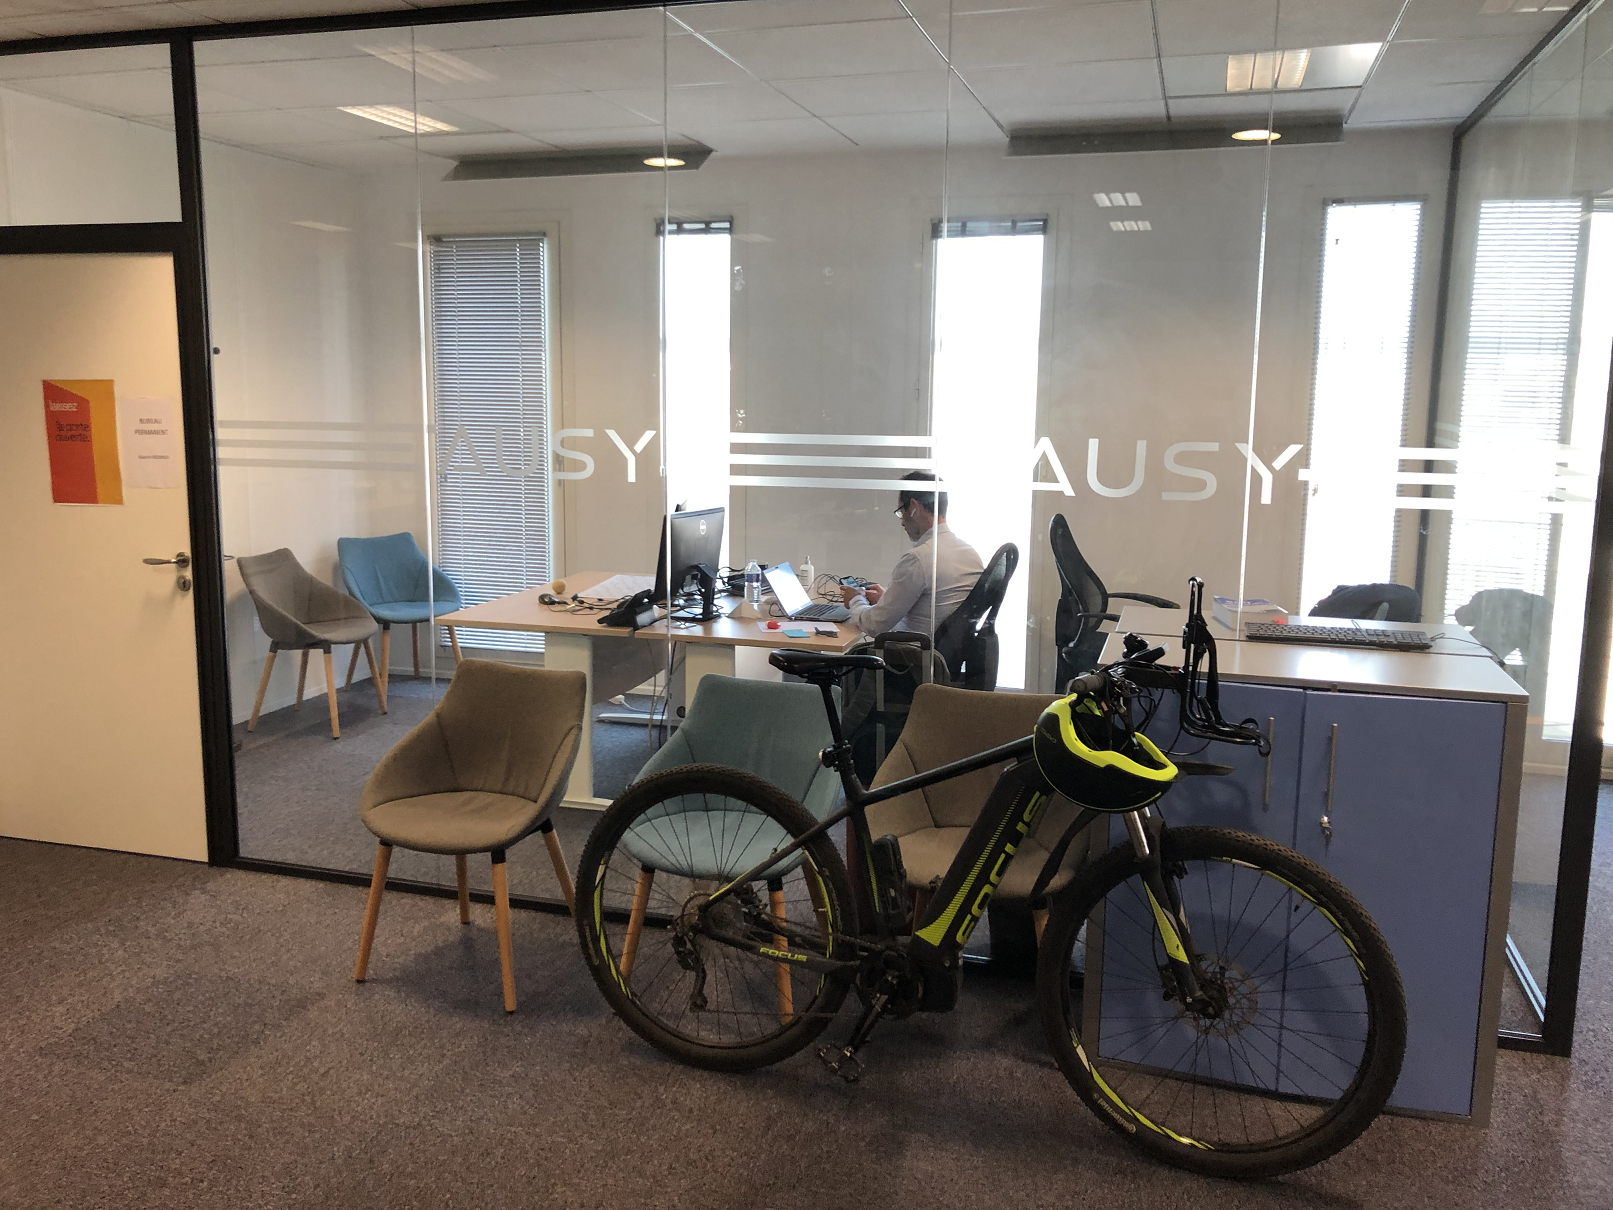 laissez
la porte
ouverte.
BUREAU
PERMANENT
AUSY
AUSY
FOCUS
FOCUS